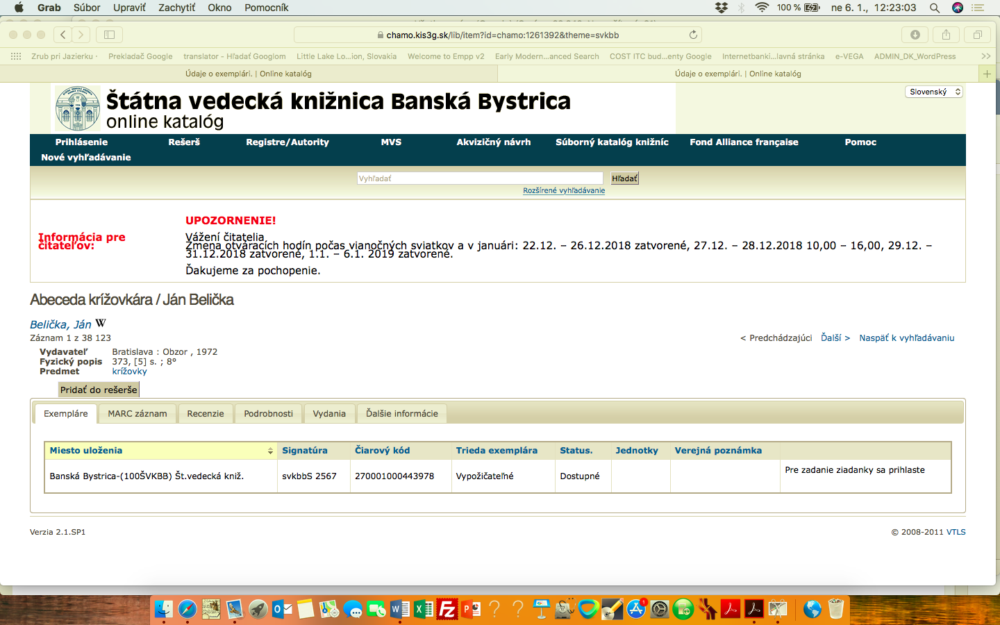 Grab Súbor Upraviť Zachytiť Okno Pomocník 100 % ne 6. 1., 12:23:03
chamo.kis3g.sk/lib/item?id=chamo:1261392&theme=svkbb
Zrub pri Jazierku · Prekladač Google translator - Hľadať Googlom Little Lake Lo...ion, Slovakia Welcome to Empp v2 Early Modern...anced Search COST ITC bud...enty Google Internetbanki...lavná stránka e-VEGA ADMIN_DK_WordPress >>
Údaje o exemplári. | Online katalóg Údaje o exemplári. | Online katalóg +
Štátna vedecká knižnica Banská Bystrica Slovenský
online katalóg
Prihlásenie Rešerš Registre/Autority MVS Akvizičný návrh Súborný katalóg knižníc Fond Alliance française Pomoc
Nové vyhľadávanie
Vyhľadať Hľadať
Rozšírené vyhľadávanie
UPOZORNENIE!
Informácia pre čitateľov:
Vážení čitatelia,
Zmena otváracích hodín počas vianočných sviatkov a v januári: 22.12. – 26.12.2018 zatvorené, 27.12. – 28.12.2018 10,00 – 16,00, 29.12. –
31.12.2018 zatvorené, 1.1. – 6.1. 2019 zatvorené.
Ďakujeme za pochopenie.
Abeceda krížovkára / Ján Belička
Belička, Ján W
Záznam 1 z 38 123 < Predchádzajúci Ďalší > Naspäť k vyhľadávaniu
Vydavateľ Bratislava : Obzor , 1972
Fyzický popis 373, [5] s. ; 8°
Predmet krížovky
Pridať do rešerše
Exempláre MARC záznam Recenzie Podrobnosti Vydania Ďalšie informácie
Miesto uloženia Signatúra Čiarový kód Trieda exemplára Status. Jednotky Verejná poznámka
Banská Bystrica-(100ŠVKBB) Št.vedecká kniž. svkbbS 2567 270001000443978 Vypožičateľné Dostupné Pre zadanie ziadanky sa prihlaste
Verzia 2.1.SP1 © 2008-2011 VTLS